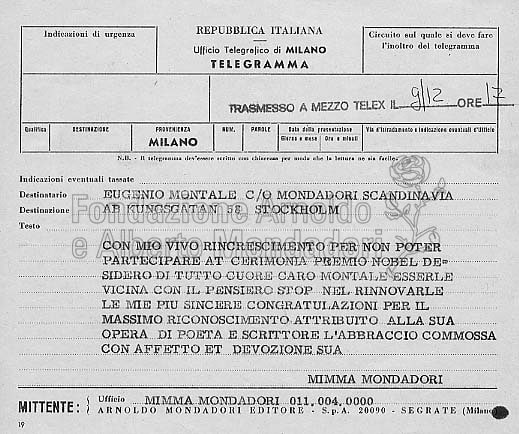 REPUBBLICA ITALIANA
Ufficio Telegrafico di MILANO
TELEGRAMMA
Indicazioni di urgenza
Circuito sul quale si deve fare
l'inoltro del telegramma
TRASMESSO A MEZZO TELEX IL 9/12 ORE 17
Qualifica DESTINAZIONE PROVENIENZA NUM. PAROLE Data della presentazione Via d'istradamento e indicazione eventuali d'ufficio
Giorno e mese Ore e minuti
MILANO
N.B. - Il telegramma dev'essere scritto con chiarezza per modo che la lettura ne sia facile.
Indicazioni eventuali tassate
Destinatario EUGENIO MONTALE C/O MONDADORI SCANDINAVIA
Destinazione AB KUNGSGATAN 58 STOCKHOLM
Testo
Fondazione Arnoldo
e Alberto Mondadori
CON MIO VIVO RINCRESCIMENTO PER NON POTER
PARTECIPARE AT CERIMONIA PREMIO NOBEL DE-
SIDERO DI TUTTO CUORE CARO MONTALE ESSERLE
VICINA CON IL PENSIERO STOP NEL RINNOVARLE
LE MIE PIU SINCERE CONGRATULAZIONI PER IL
MASSIMO RICONOSCIMENTO ATTRIBUITO ALLA SUA
OPERA DI POETA E SCRITTORE L'ABBRACCIO COMMOSSA
CON AFFETTO ET DEVOZIONE SUA
MIMMA MONDADORI
MITTENTE: Ufficio MIMMA MONDADORI 011.004.0000
ARNOLDO MONDADORI EDITORE - S.p.A. 20090 - SEGRATE (Milano)
19